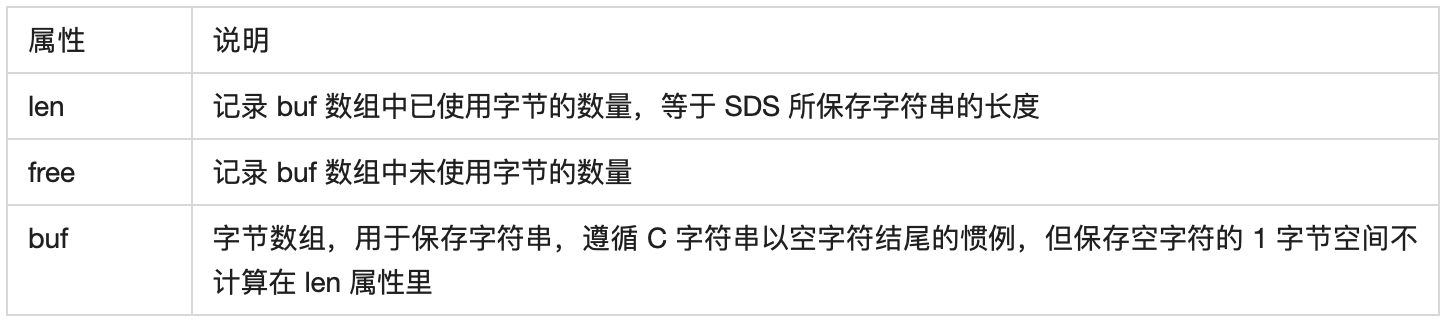 属性 说明
len 记录 buf 数组中已使用字节的数量，等于 SDS 所保存字符串的长度
free 记录 buf 数组中未使用字节的数量
buf 字节数组，用于保存字符串，遵循 C 字符串以空字符结尾的惯例，但保存空字符的 1 字节空间不
计算在 len 属性里